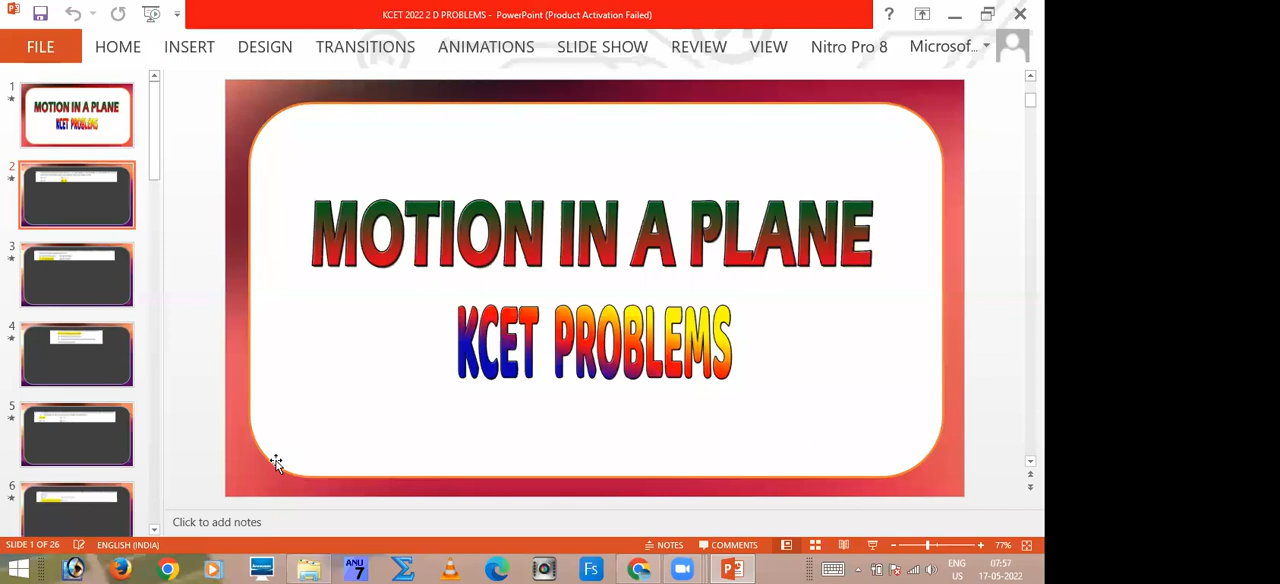 KCET 2022 2 D PROBLEMS - PowerPoint (Product Activation Failed)
FILE HOME INSERT DESIGN TRANSITIONS ANIMATIONS SLIDE SHOW REVIEW VIEW Nitro Pro 8 Microsof...
1
MOTION IN A PLANE
KCET PROBLEMS
2
3
4
5
6
MOTION IN A PLANE
KCET PROBLEMS
Click to add notes
SLIDE 1 OF 26 ENGLISH (INDIA) NOTES COMMENTS 77%
ANU
7
Fs
ENG
US
07:57
17-05-2022